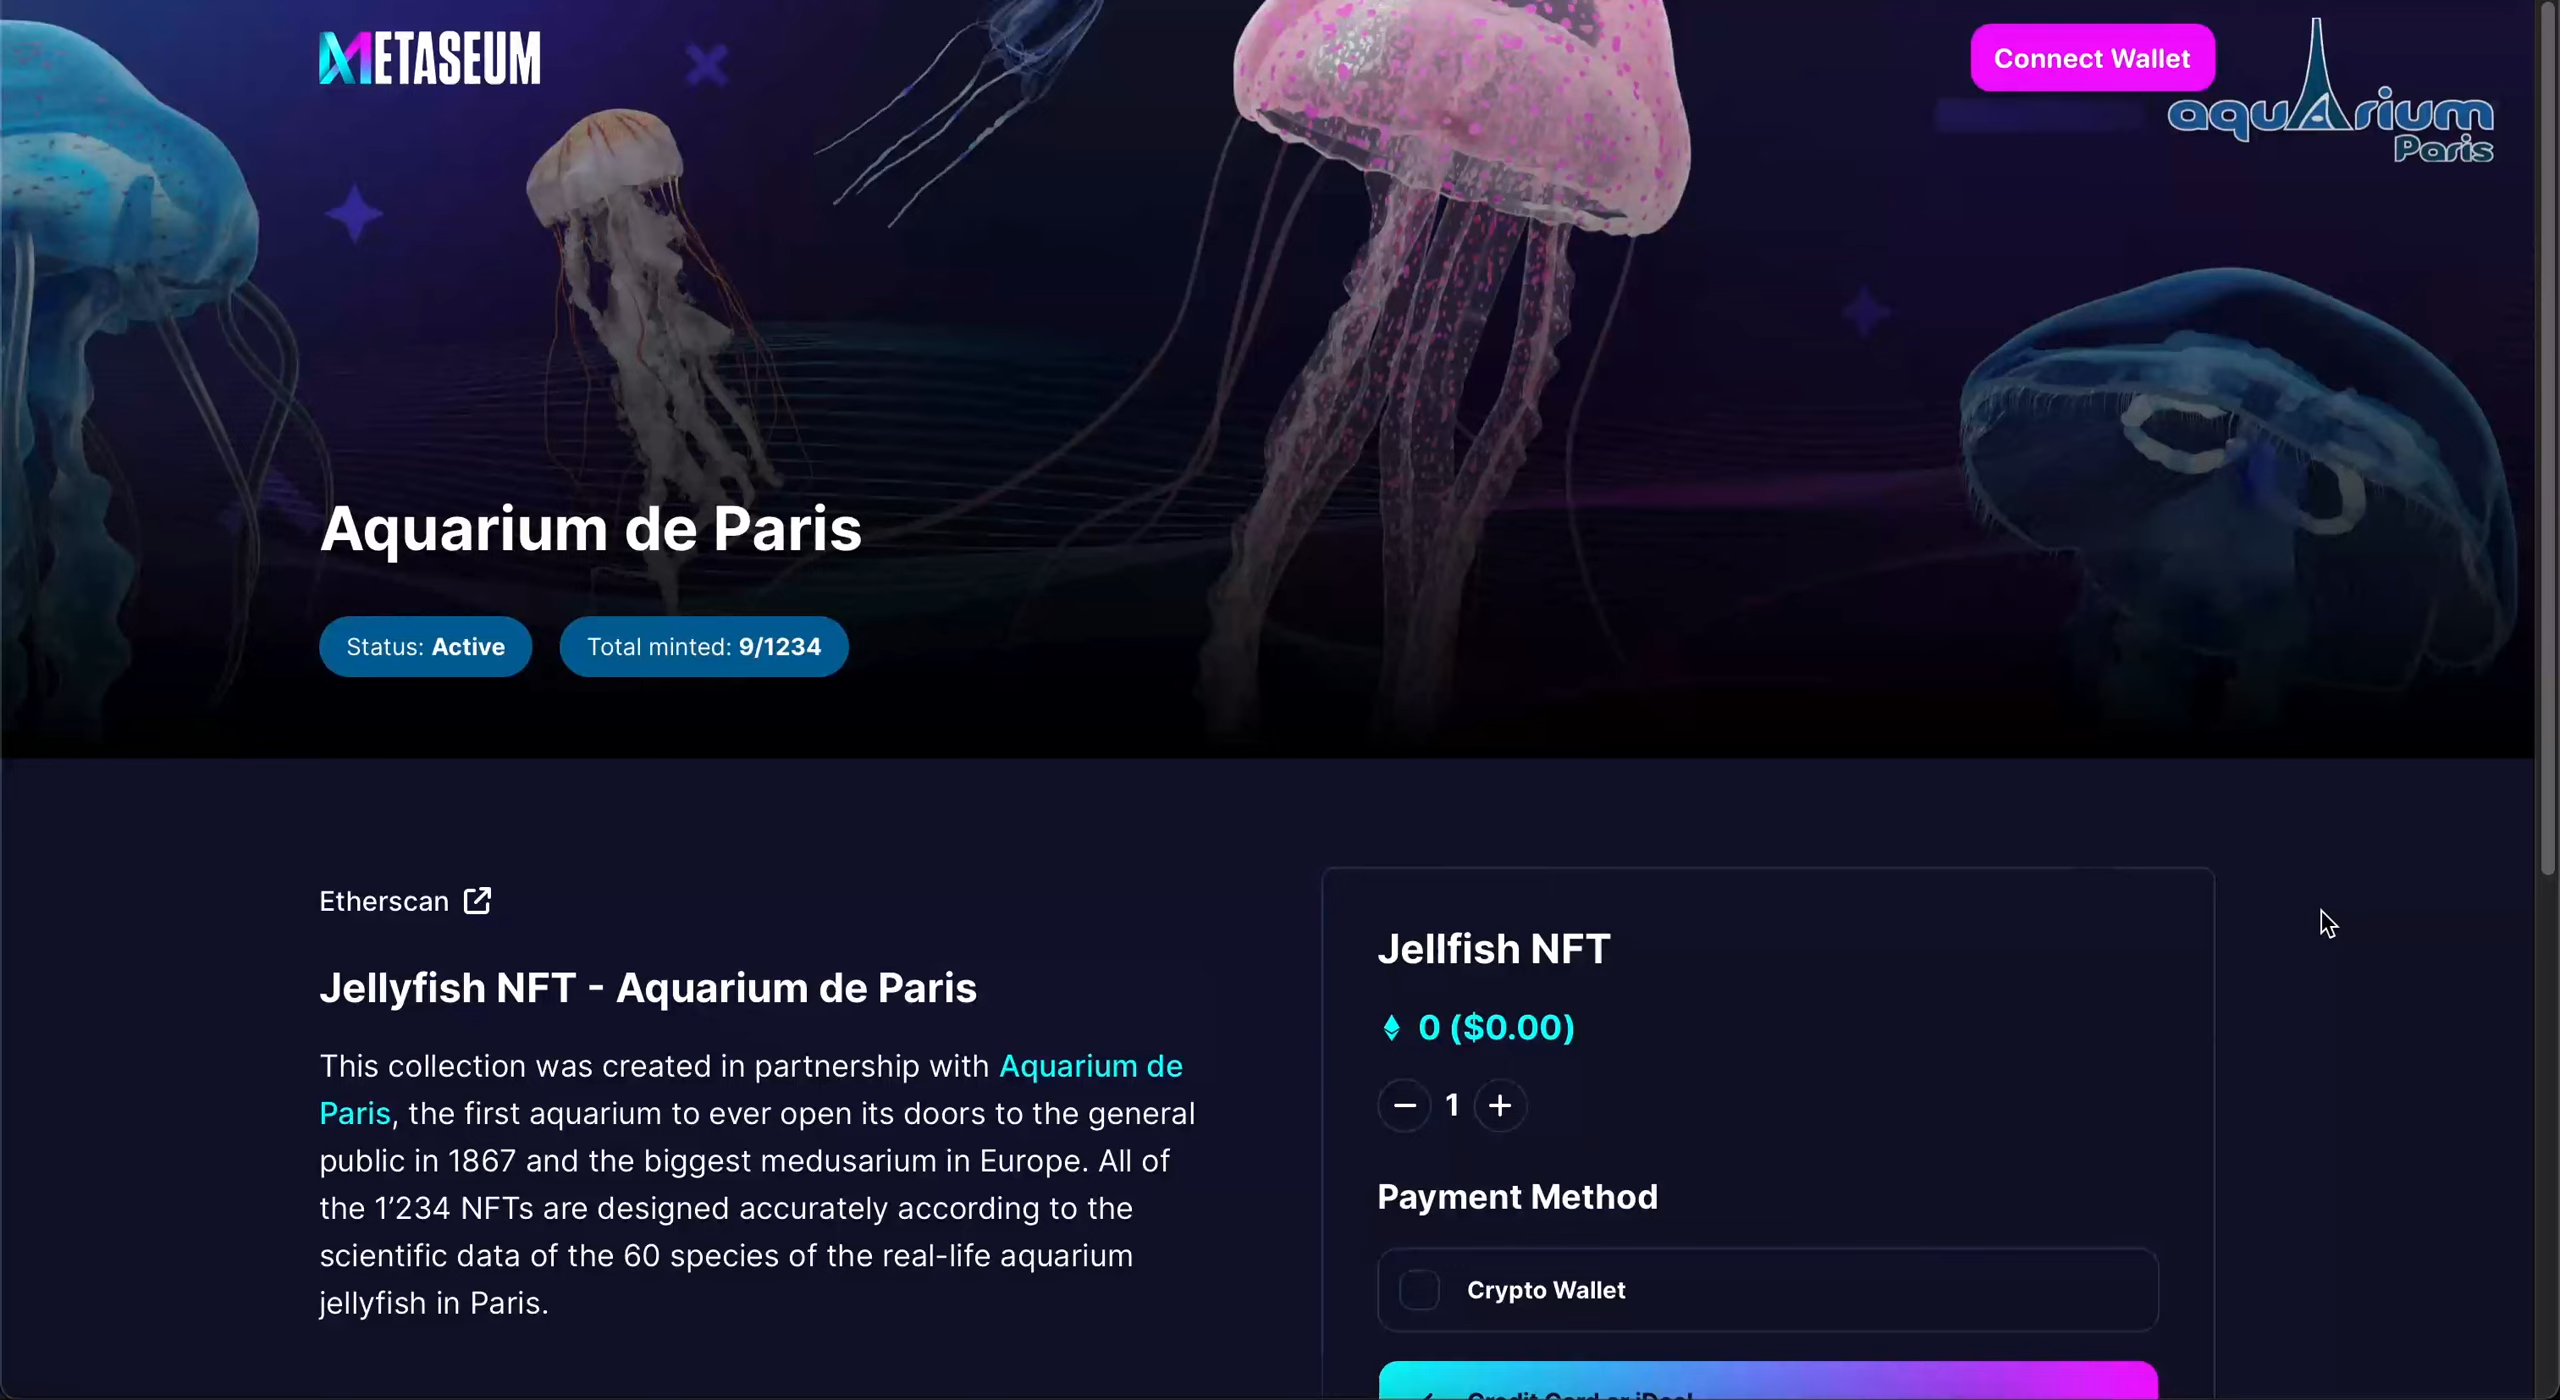 METASEUM
Connect Wallet
aquArium
Paris
Aquarium de Paris
Status: Active
Total minted: 9/1234
Etherscan
Jellyfish NFT - Aquarium de Paris
This collection was created in partnership with Aquarium de
Paris, the first aquarium to ever open its doors to the general
public in 1867 and the biggest medusarium in Europe. All of
the 1’234 NFTs are designed accurately according to the
scientific data of the 60 species of the real-life aquarium
jellyfish in Paris.
Jellfish NFT
0 ($0.00)
1
Payment Method
Crypto Wallet
Credit Card or iDeal